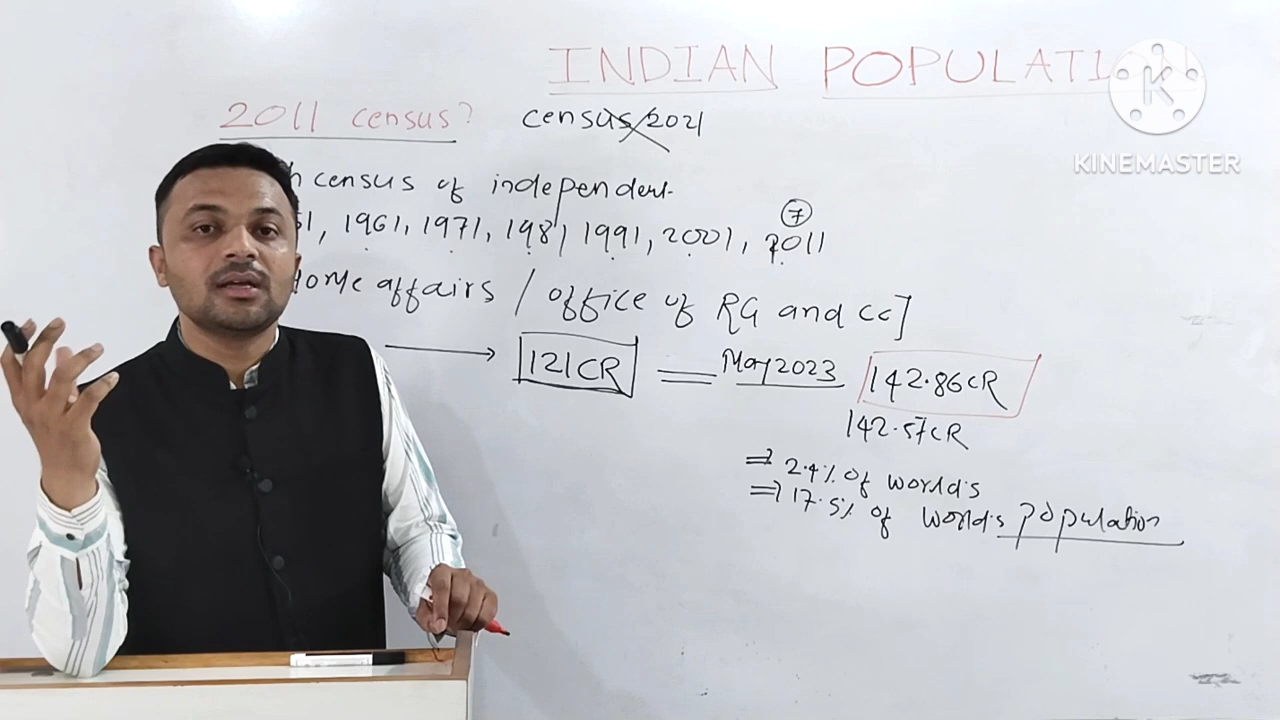 INDIAN POPULATI
K
KINEMASTER
2011 census? census 2021
h census of independent
51, 1961, 1971, 1981, 1991, 2001, 2011
7
Home affairs / office of RG and CC]
121CR = May 2023 142.86CR
142.57CR
⇒ 2.4% of world's
⇒ 17.5% of world's population